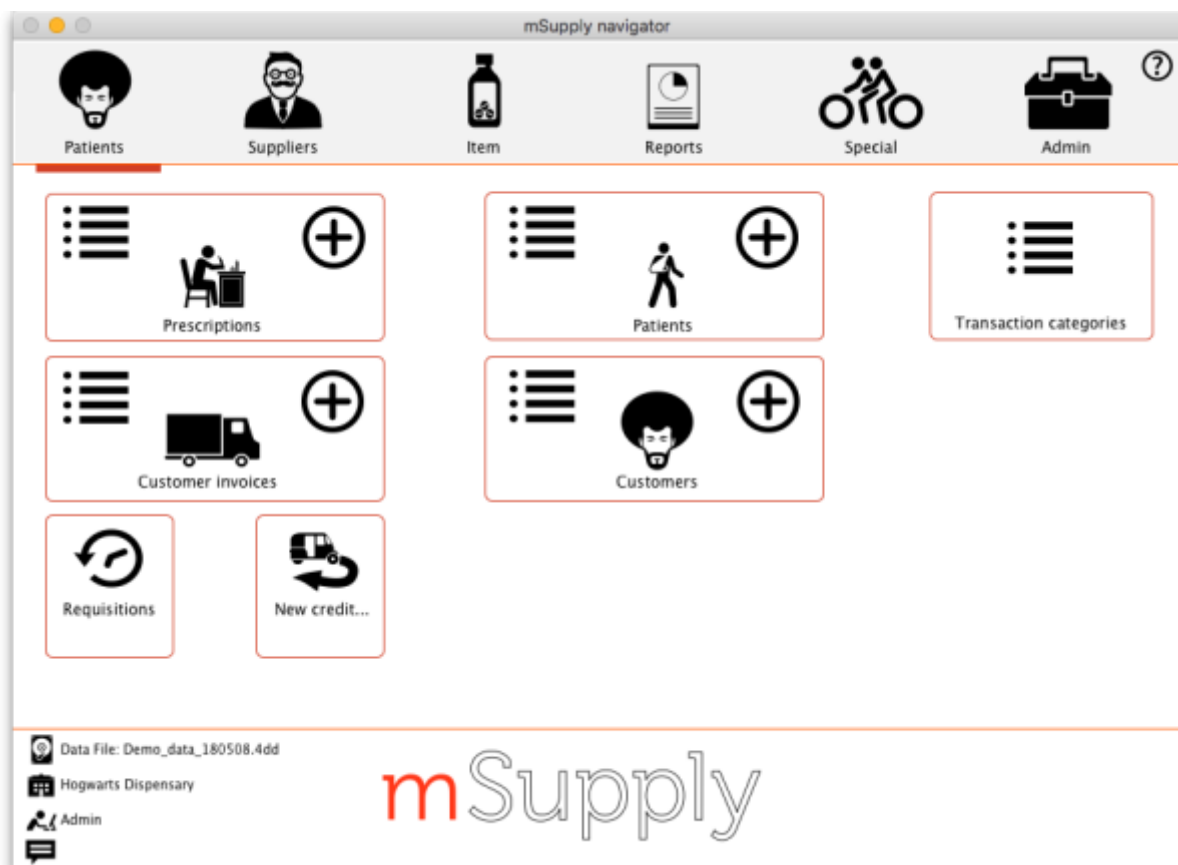 mSupply navigator
Patients
Suppliers
Item
Reports
Special
Admin
?
Prescriptions
Patients
Transaction categories
Customer invoices
Customers
Requisitions
New credit...
Data File: Demo_data_180508.4dd
Hogwarts Dispensary
Admin
mSupply